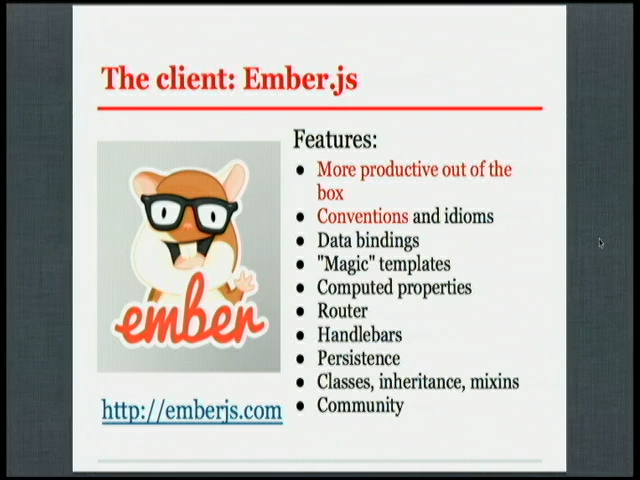 The client: Ember.js
Features:
● More productive out of the
box
● Conventions and idioms
● Data bindings
● "Magic" templates
● Computed properties
● Router
● Handlebars
● Persistence
● Classes, inheritance, mixins
● Community
ember
http://emberjs.com